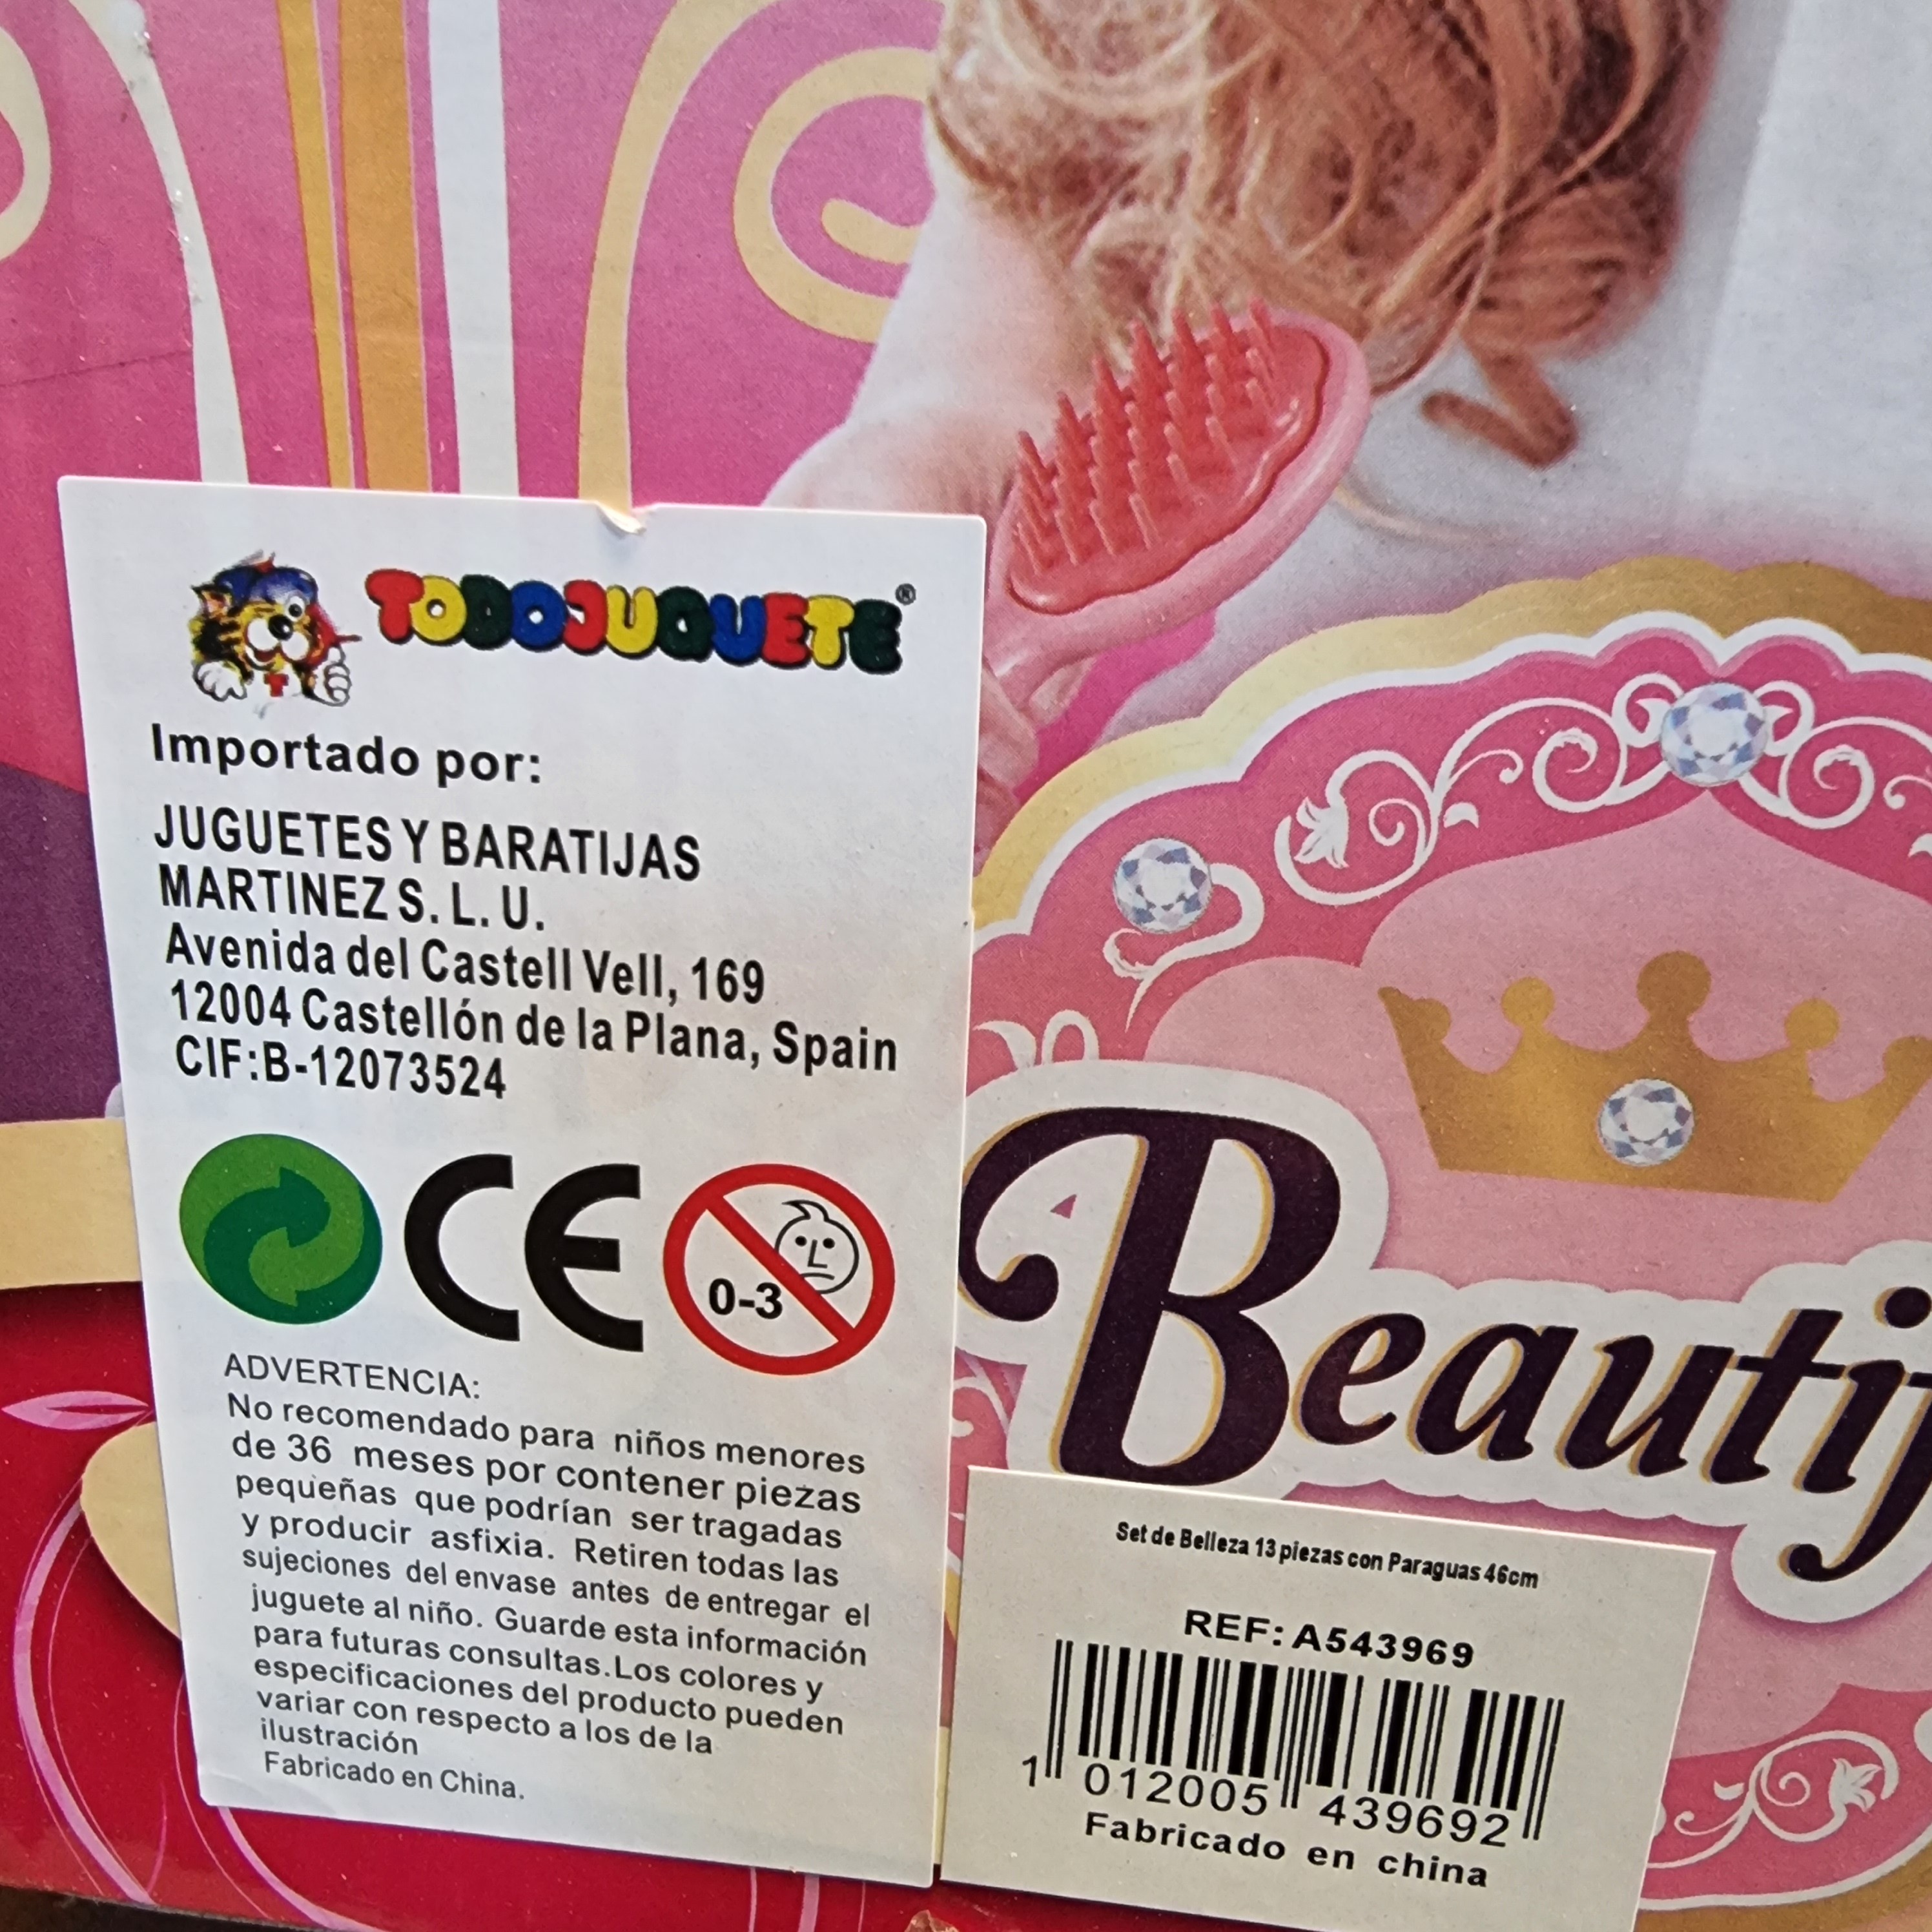 TODOJUQUETE®
Importado por:
JUGUETES Y BARATIJAS
MARTINEZ S. L. U.
Avenida del Castell Vell, 169
12004 Castellón de la Plana, Spain
CIF:B-12073524
CE
0-3
ADVERTENCIA:
No recomendado para niños menores
de 36 meses por contener piezas
pequeñas que podrían ser tragadas
y producir asfixia. Retiren todas las
sujeciones del envase antes de entregar el
juguete al niño. Guarde esta información
para futuras consultas.Los colores y
especificaciones del producto pueden
variar con respecto a los de la
ilustración
Fabricado en China.
Beautif
Set de Belleza 13 piezas con Paraguas 46cm
REF: A543969
1 012005 439692
Fabricado en china